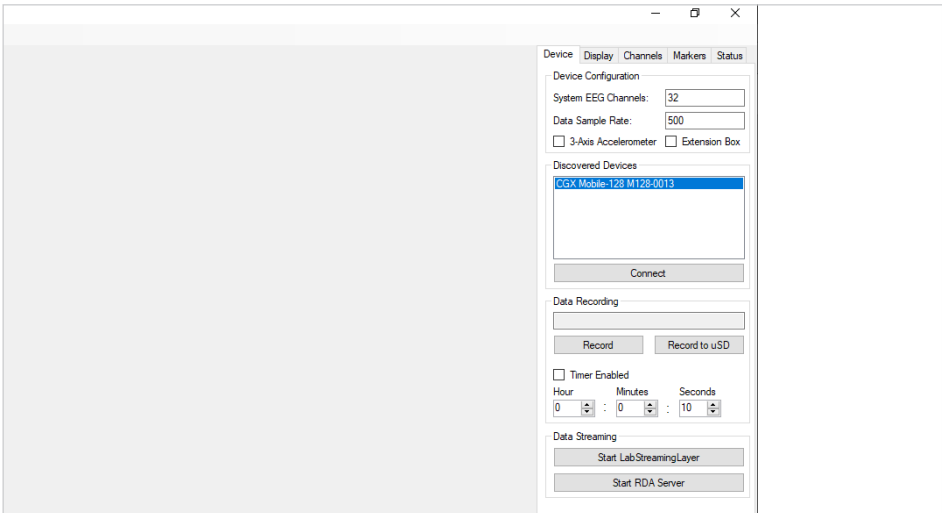 Device Display Channels Markers Status
Device Configuration
System EEG Channels: 32
Data Sample Rate: 500
3-Axis Accelerometer Extension Box
Discovered Devices
CGX Mobile-128 M128-0013
Connect
Data Recording
Record Record to uSD
Timer Enabled
Hour Minutes Seconds
0 : 0 : 10
Data Streaming
Start LabStreamingLayer
Start RDA Server